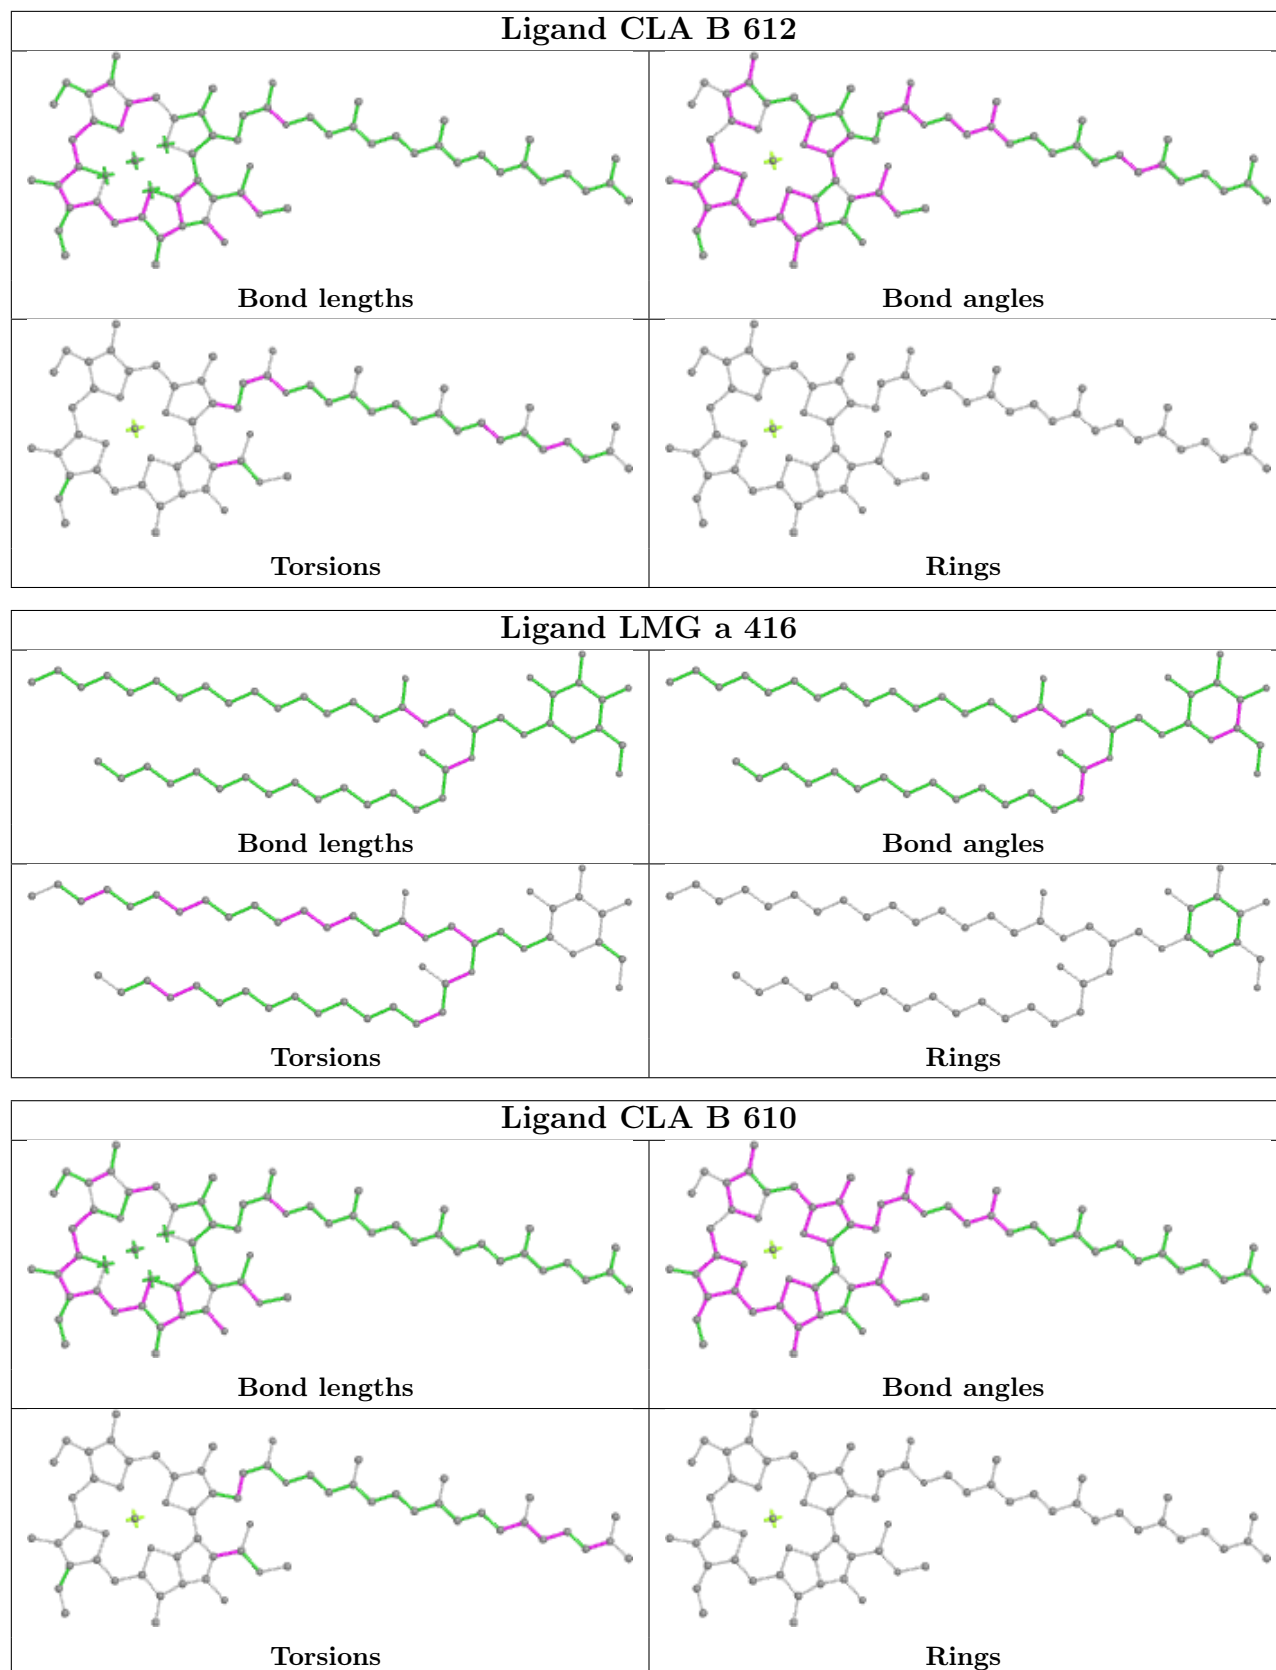 Ligand CLA B 612
Bond lengths
Bond angles
Torsions
Rings
Ligand LMG a 416
Bond lengths
Bond angles
Torsions
Rings
Ligand CLA B 610
Bond lengths
Bond angles
Torsions
Rings